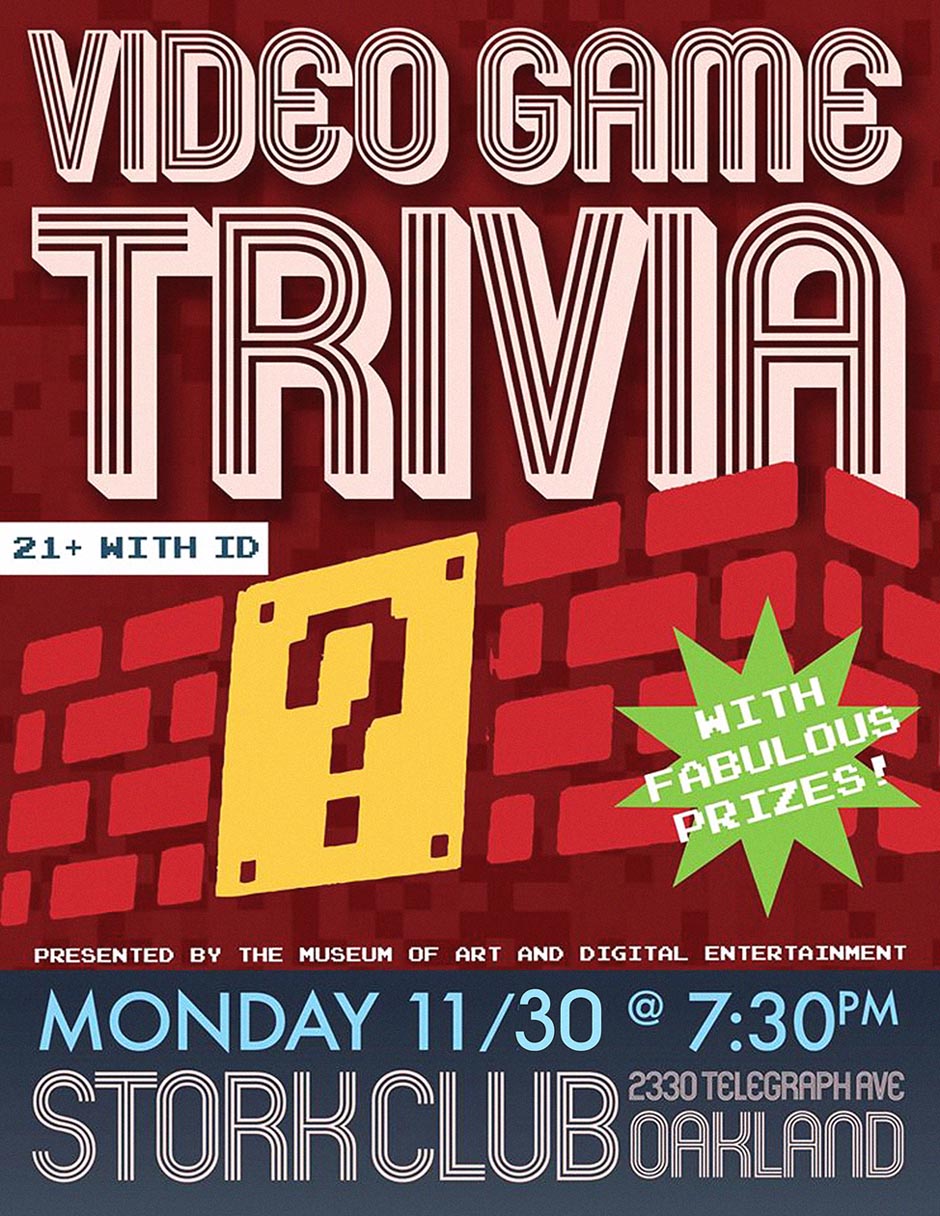 VIDEO GAME
TRIVIA
21+ WITH ID
?
WITH
FABULOUS
PRIZES!
PRESENTED BY THE MUSEUM OF ART AND DIGITAL ENTERTAINMENT
MONDAY 11/30 @ 7:30PM
STORK CLUB
2330 TELEGRAPH AVE
OAKLAND